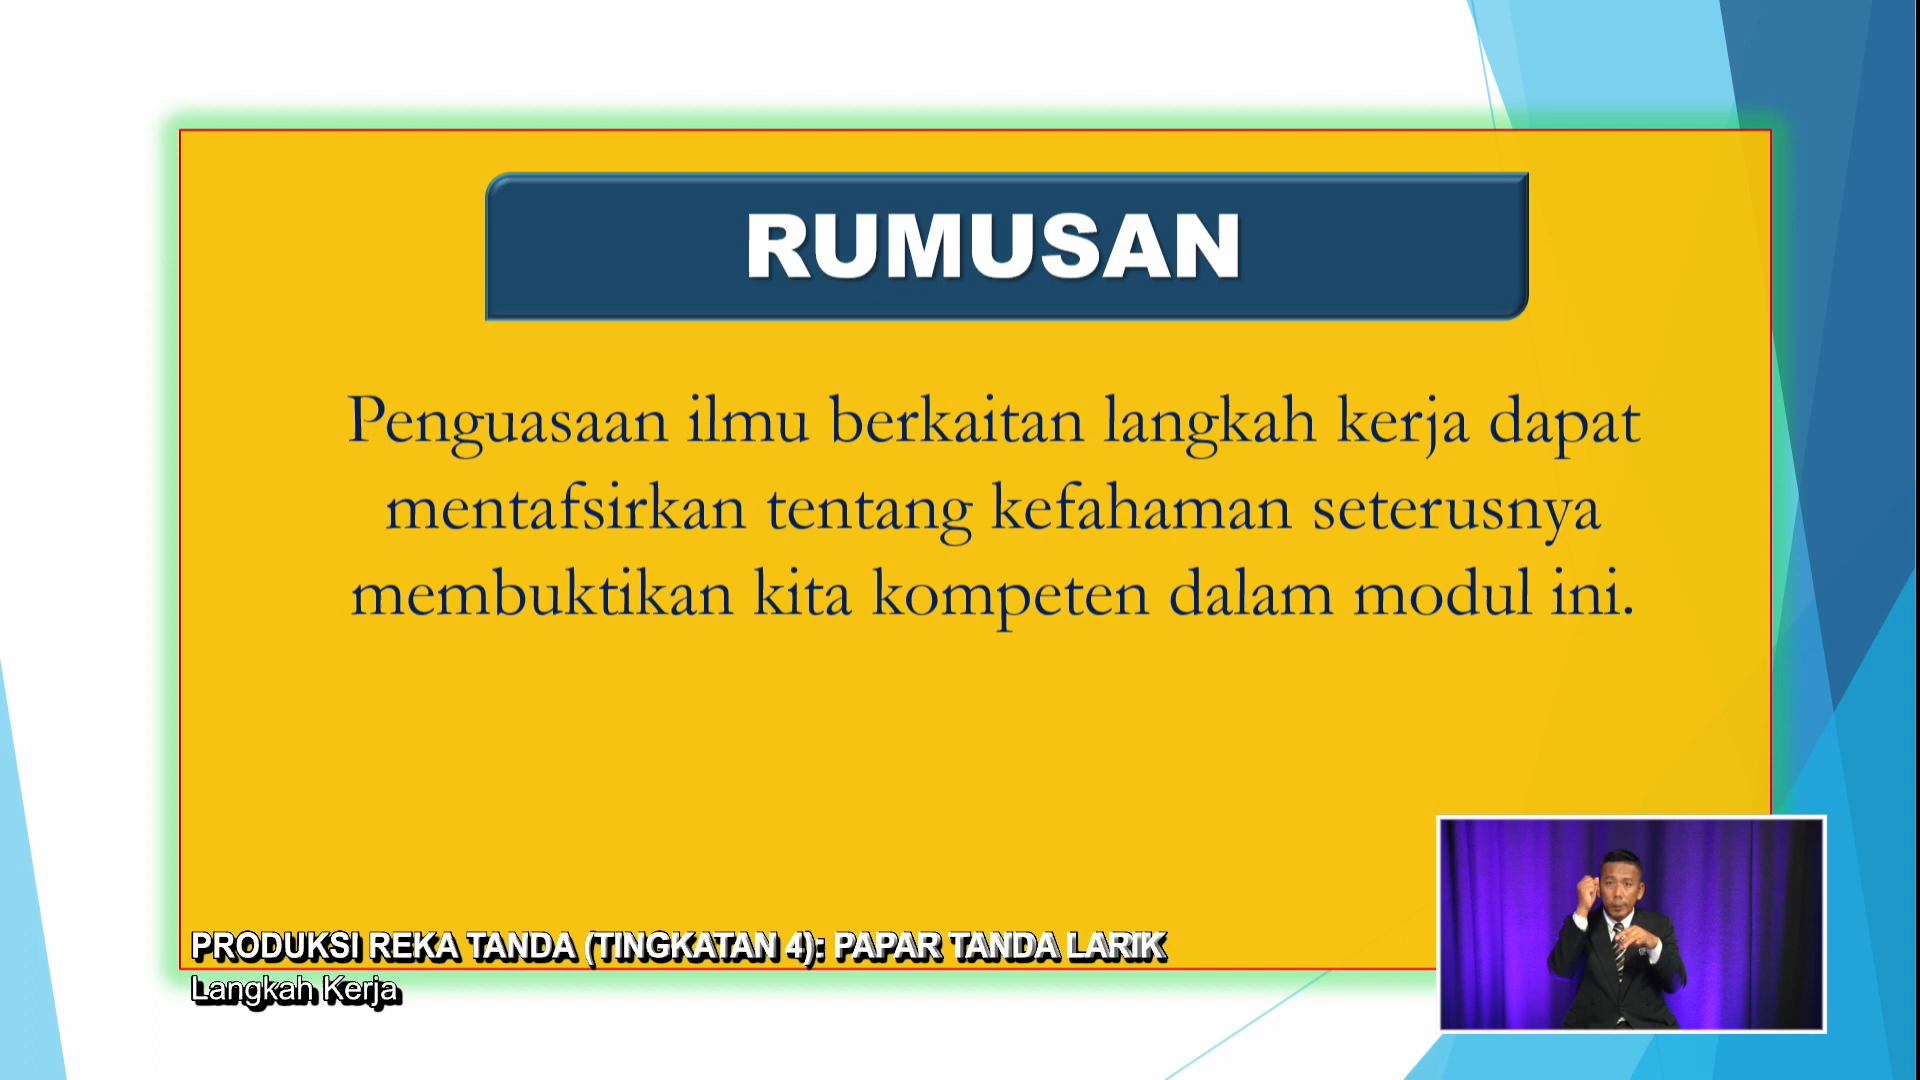 RUMUSAN
Penguasaan ilmu berkaitan langkah kerja dapat
mentafsirkan tentang kefahaman seterusnya
membuktikan kita kompeten dalam modul ini.
PRODUKSI REKA TANDA (TINGKATAN 4): PAPAR TANDA LARIK
Langkah Kerja